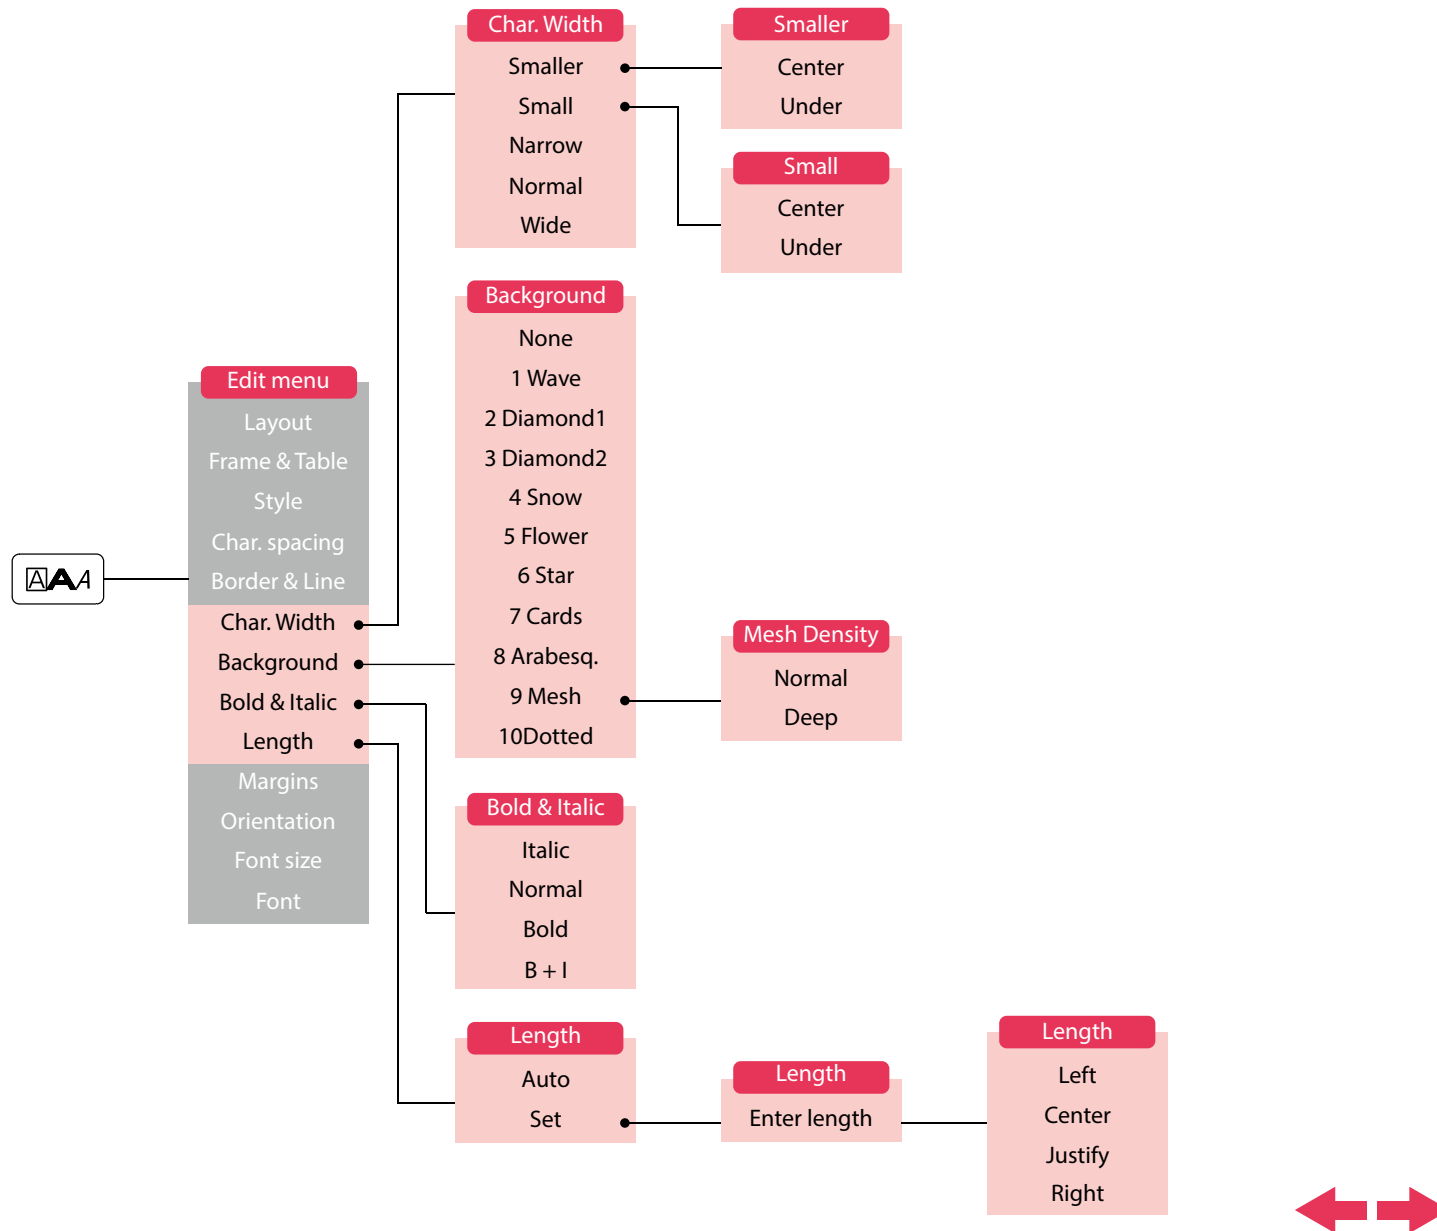 AAA
Edit menu
Layout
Frame & Table
Style
Char. spacing
Border & Line
Char. Width
Background
Bold & Italic
Length
Margins
Orientation
Font size
Font
Char. Width
Smaller
Small
Narrow
Normal
Wide
Smaller
Center
Under
Small
Center
Under
Background
None
1 Wave
2 Diamond1
3 Diamond2
4 Snow
5 Flower
6 Star
7 Cards
8 Arabesq.
9 Mesh
10Dotted
Mesh Density
Normal
Deep
Bold & Italic
Italic
Normal
Bold
B + I
Length
Auto
Set
Length
Enter length
Length
Left
Center
Justify
Right